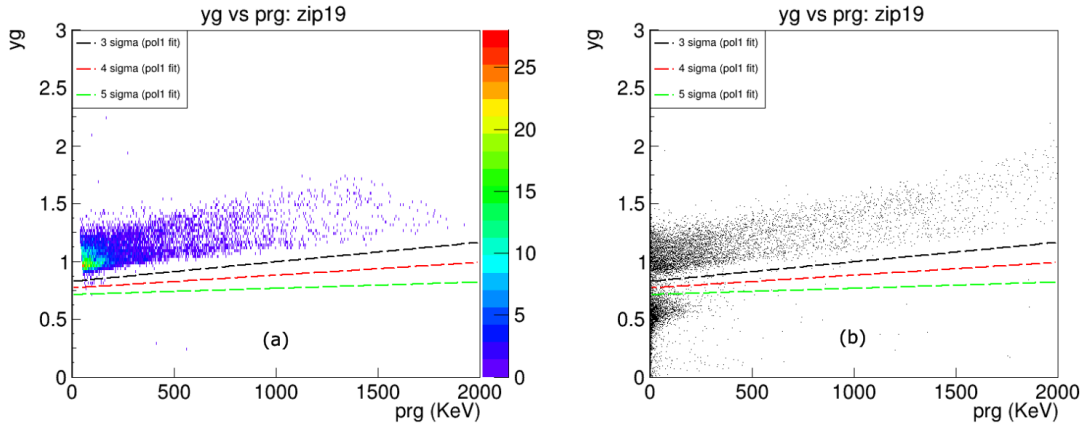 yg vs prg: zip19
yg
3 sigma (pol1 fit)
4 sigma (pol1 fit)
5 sigma (pol1 fit)
3
2.5
2
1.5
1
0.5
0
0 500 1000 1500 2000
prg (KeV)
25
20
15
10
5
0
(a)
yg vs prg: zip19
yg
3 sigma (pol1 fit)
4 sigma (pol1 fit)
5 sigma (pol1 fit)
3
2.5
2
1.5
1
0.5
0
0 500 1000 1500 2000
prg (KeV)
(b)